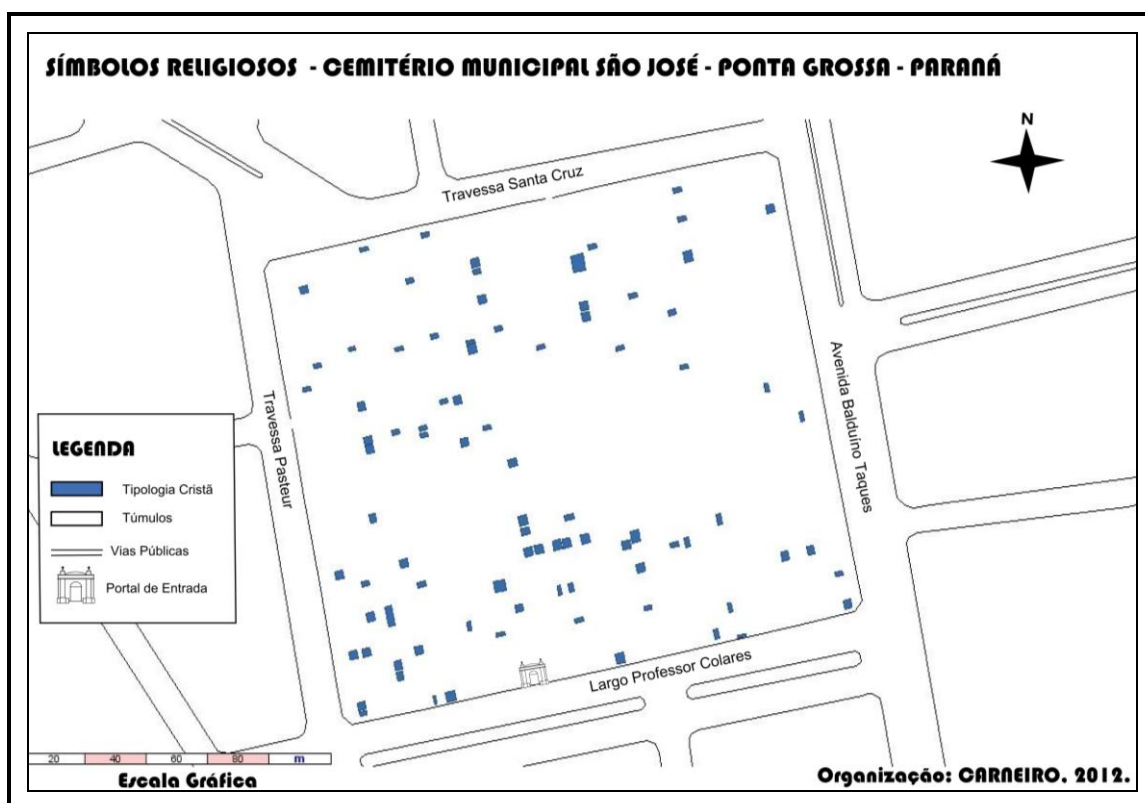 SÍMBOLOS RELIGIOSOS - CEMITÉRIO MUNICIPAL SÃO JOSÉ - PONTA GROSSA - PARANÁ
N
Travessa Santa Cruz
Avenida Balduíno Taques
Travessa Pasteur
LEGENDA
Tipologia Cristã
Túmulos
Vias Públicas
Portal de Entrada
Largo Professor Colares
20 40 60 80 m
Escala Gráfica
Organização: CARNEIRO. 2012.